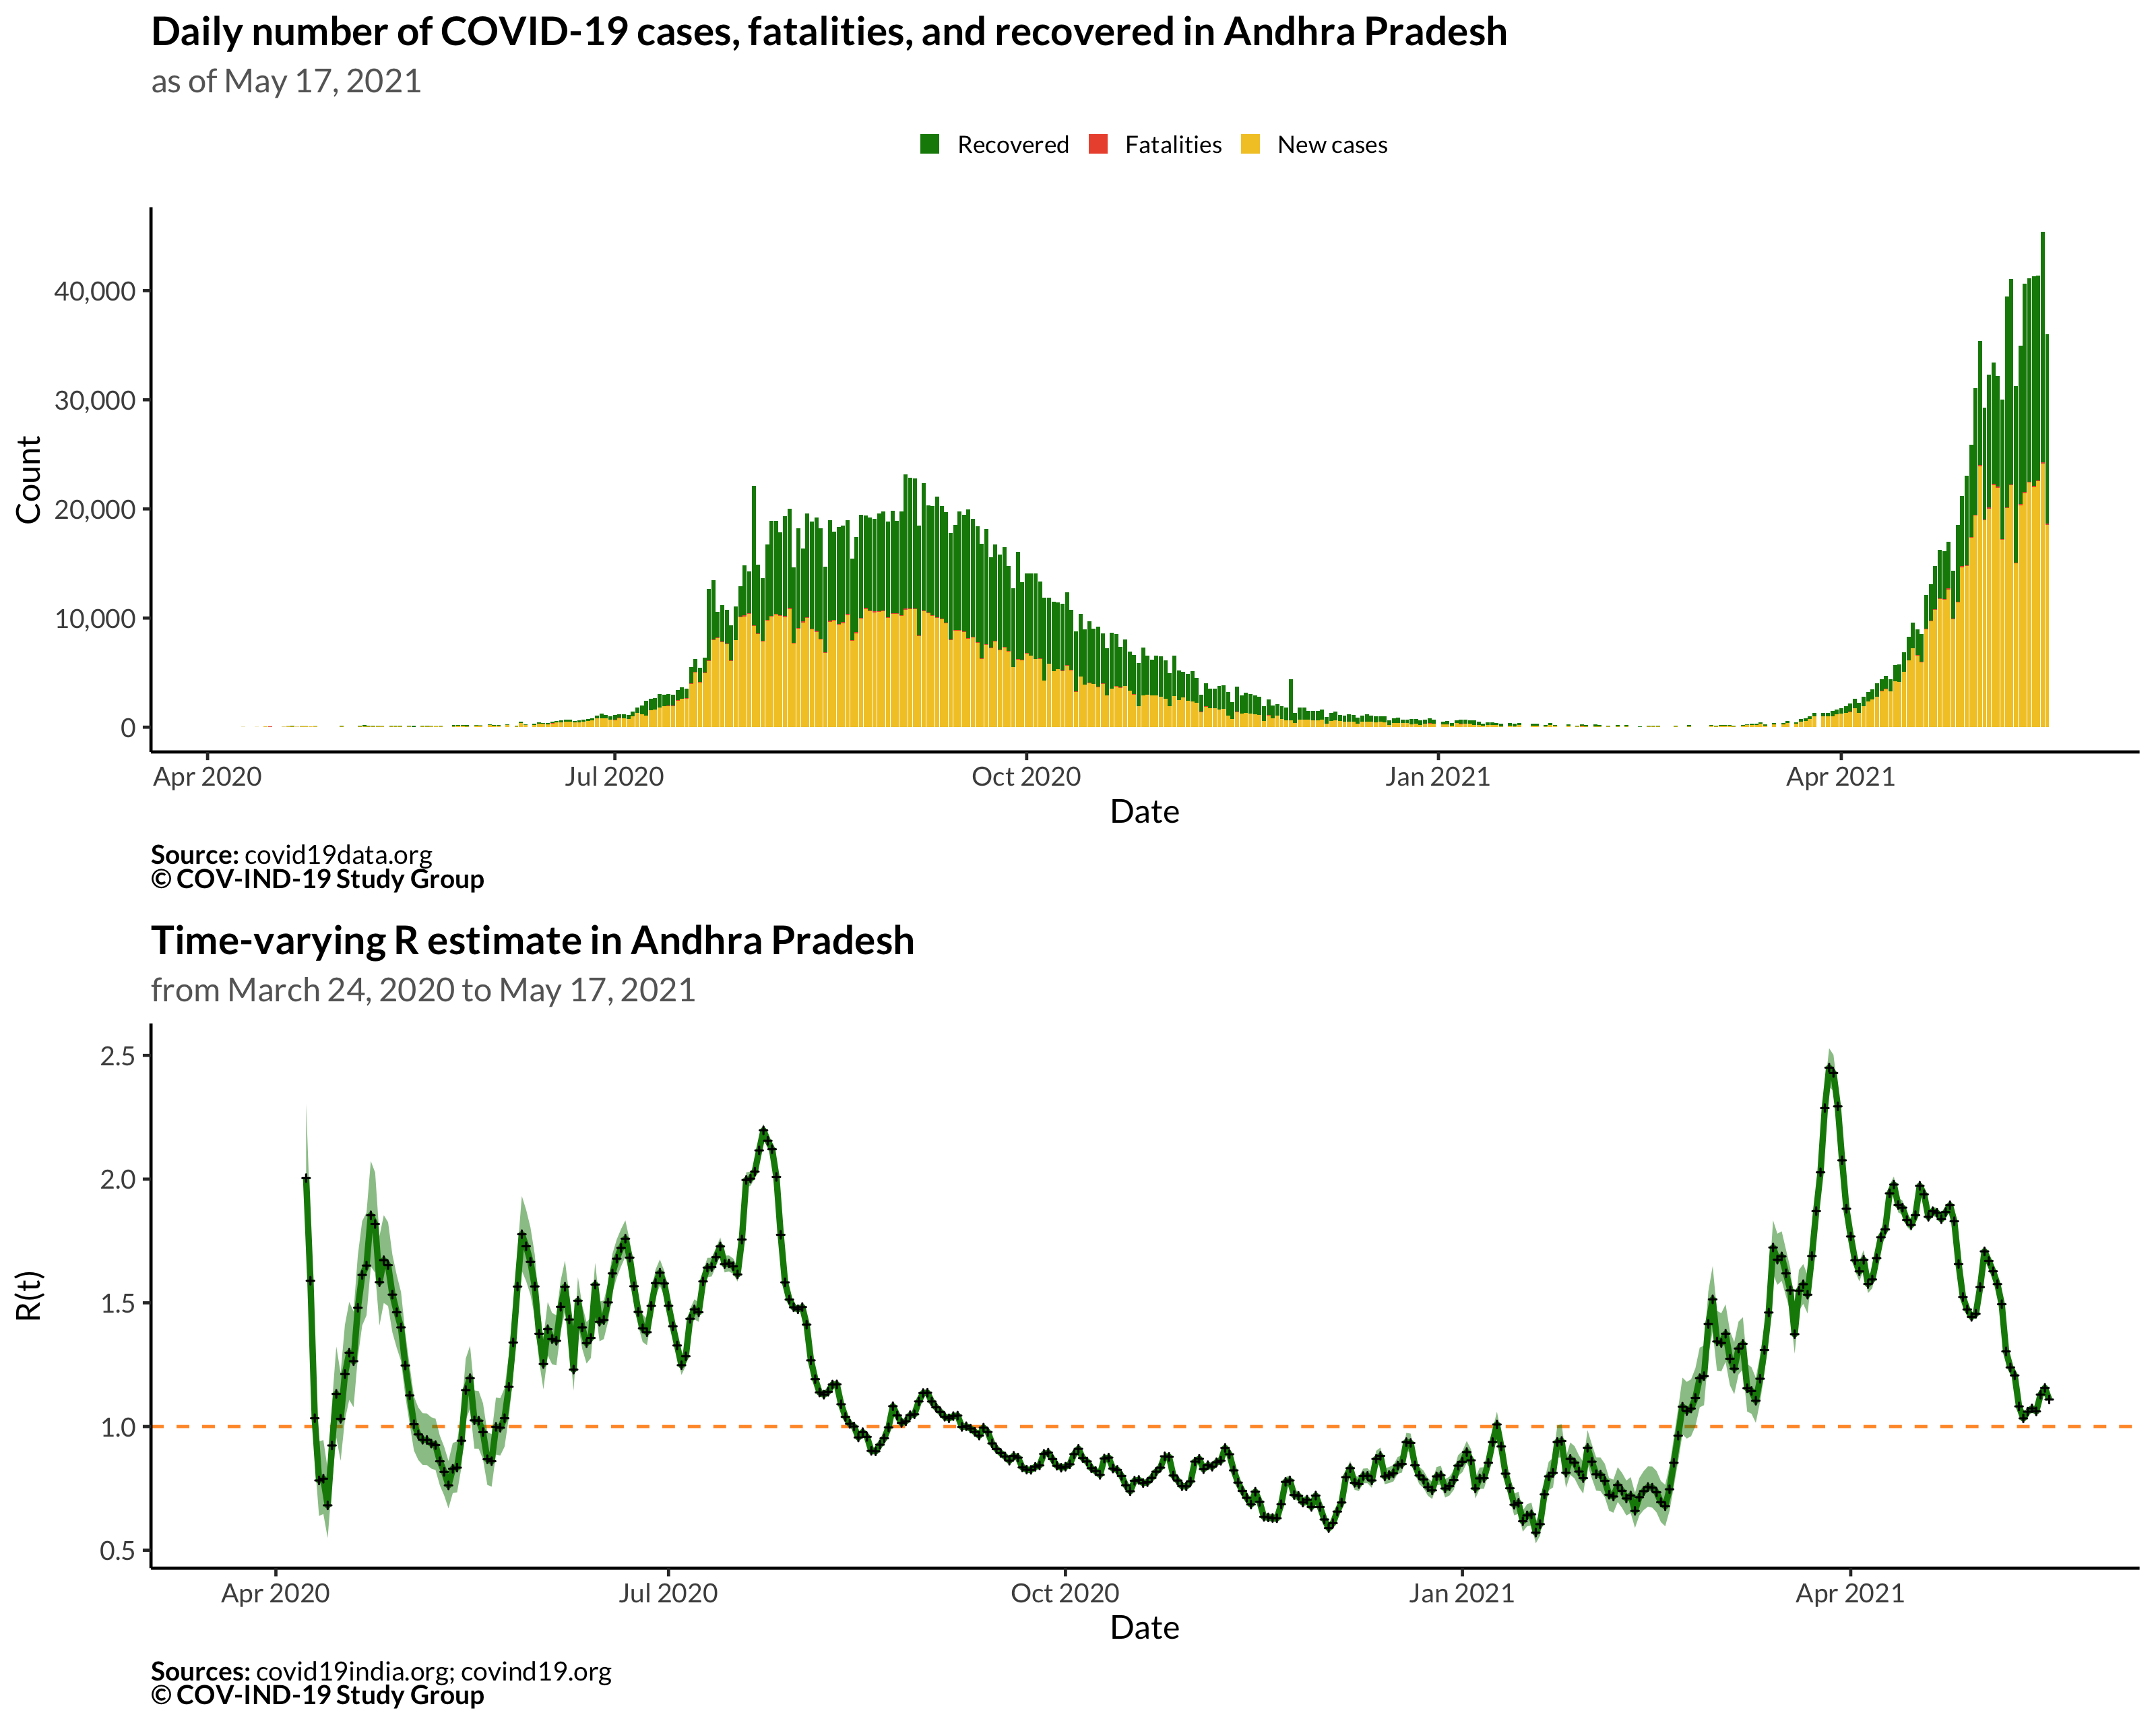 Daily number of COVID-19 cases, fatalities, and recovered in Andhra Pradesh
as of May 17, 2021
Recovered Fatalities New cases
Count
40,000
30,000
20,000
10,000
0
Apr 2020 Jul 2020 Oct 2020 Jan 2021 Apr 2021
Date
Source: covid19data.org
© COV-IND-19 Study Group
Time-varying R estimate in Andhra Pradesh
from March 24, 2020 to May 17, 2021
R(t)
2.5
2.0
1.5
1.0
0.5
Apr 2020 Jul 2020 Oct 2020 Jan 2021 Apr 2021
Date
Sources: covid19india.org; covind19.org
© COV-IND-19 Study Group